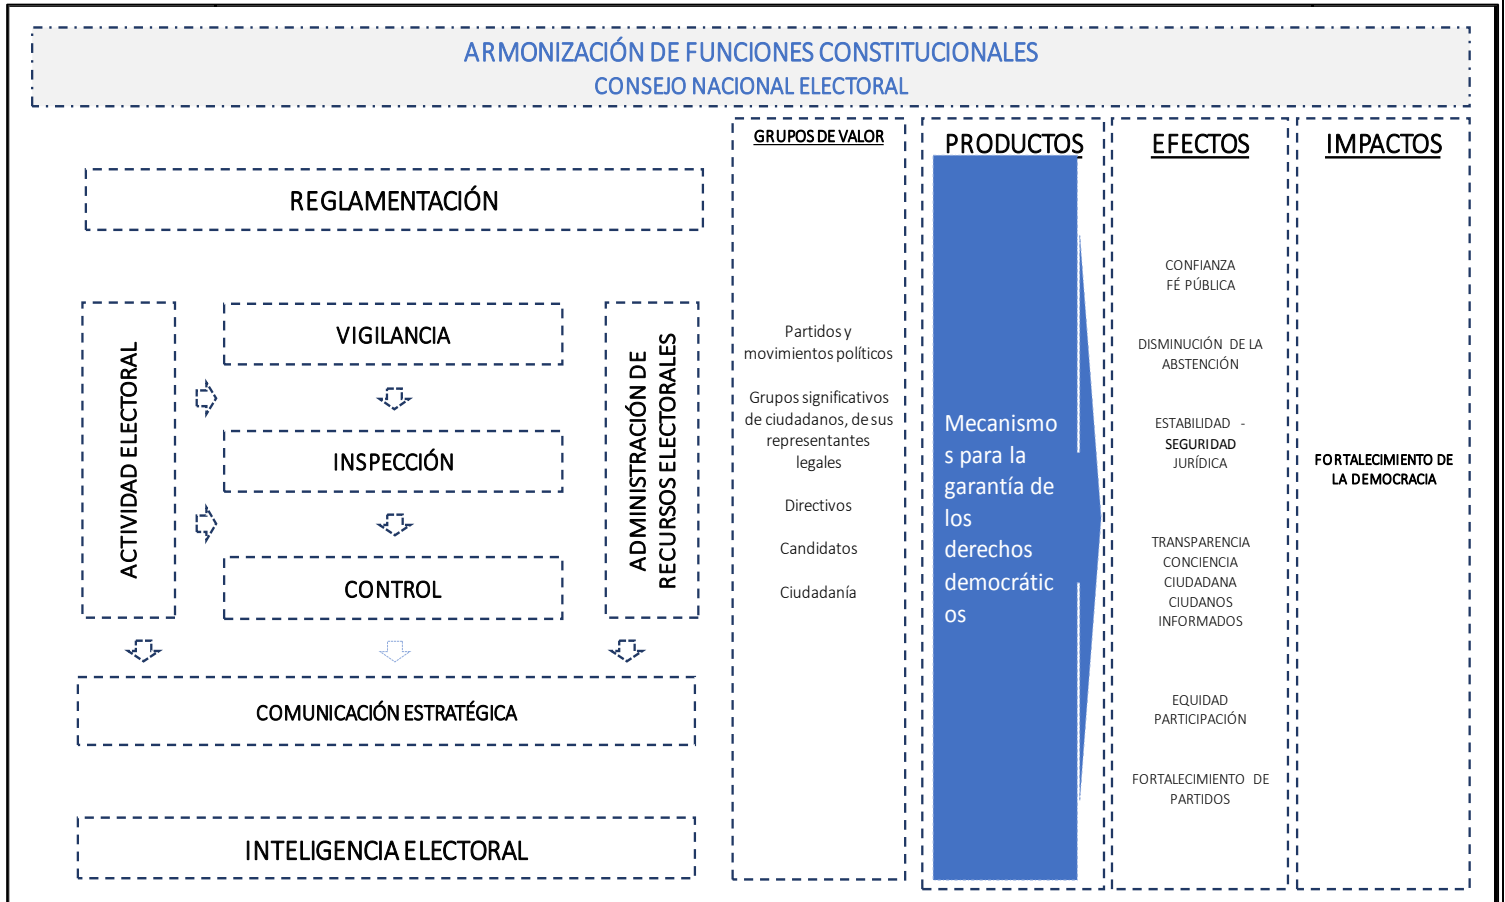 ARMONIZACIÓN DE FUNCIONES CONSTITUCIONALES
CONSEJO NACIONAL ELECTORAL
REGLAMENTACIÓN
ACTIVIDAD ELECTORAL
VIGILANCIA
INSPECCIÓN
CONTROL
ADMINISTRACIÓN DE
RECURSOS ELECTORALES
COMUNICACIÓN ESTRATÉGICA
INTELIGENCIA ELECTORAL
GRUPOS DE VALOR
Partidos y
movimientos políticos
Grupos significativos
de ciudadanos, de sus
representantes
legales
Directivos
Candidatos
Ciudadanía
PRODUCTOS
Mecanismo
s para la
garantía de
los
derechos
democrátic
os
EFECTOS
CONFIANZA
FÉ PÚBLICA
DISMINUCIÓN DE LA
ABSTENCIÓN
ESTABILIDAD -
SEGURIDAD
JURÍDICA
TRANSPARENCIA
CONCIENCIA
CIUDADANA
CIUDANOS
INFORMADOS
EQUIDAD
PARTICIPACIÓN
FORTALECIMIENTO DE
PARTIDOS
IMPACTOS
FORTALECIMIENTO DE
LA DEMOCRACIA